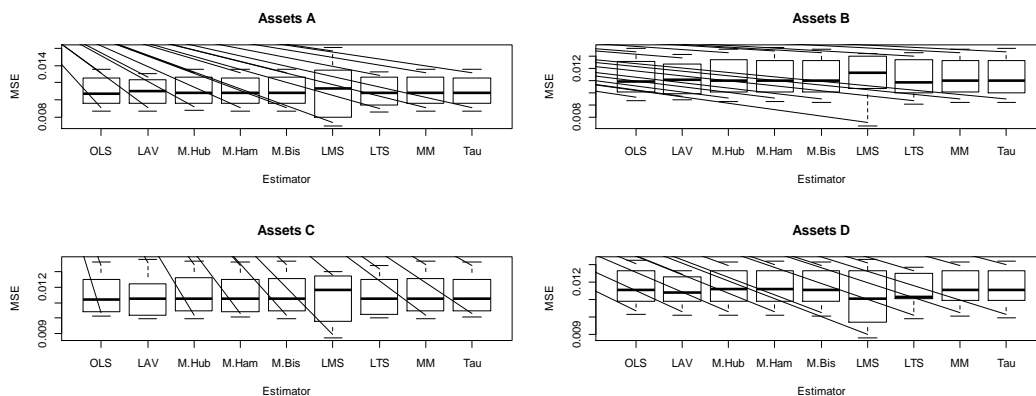 Assets A
MSE
0.014
0.008
OLS LAV M.Hub M.Ham M.Bis LMS LTS MM Tau
Estimator
Assets B
MSE
0.012
0.008
OLS LAV M.Hub M.Ham M.Bis LMS LTS MM Tau
Estimator
Assets C
MSE
0.012
0.009
OLS LAV M.Hub M.Ham M.Bis LMS LTS MM Tau
Estimator
Assets D
MSE
0.012
0.009
OLS LAV M.Hub M.Ham M.Bis LMS LTS MM Tau
Estimator